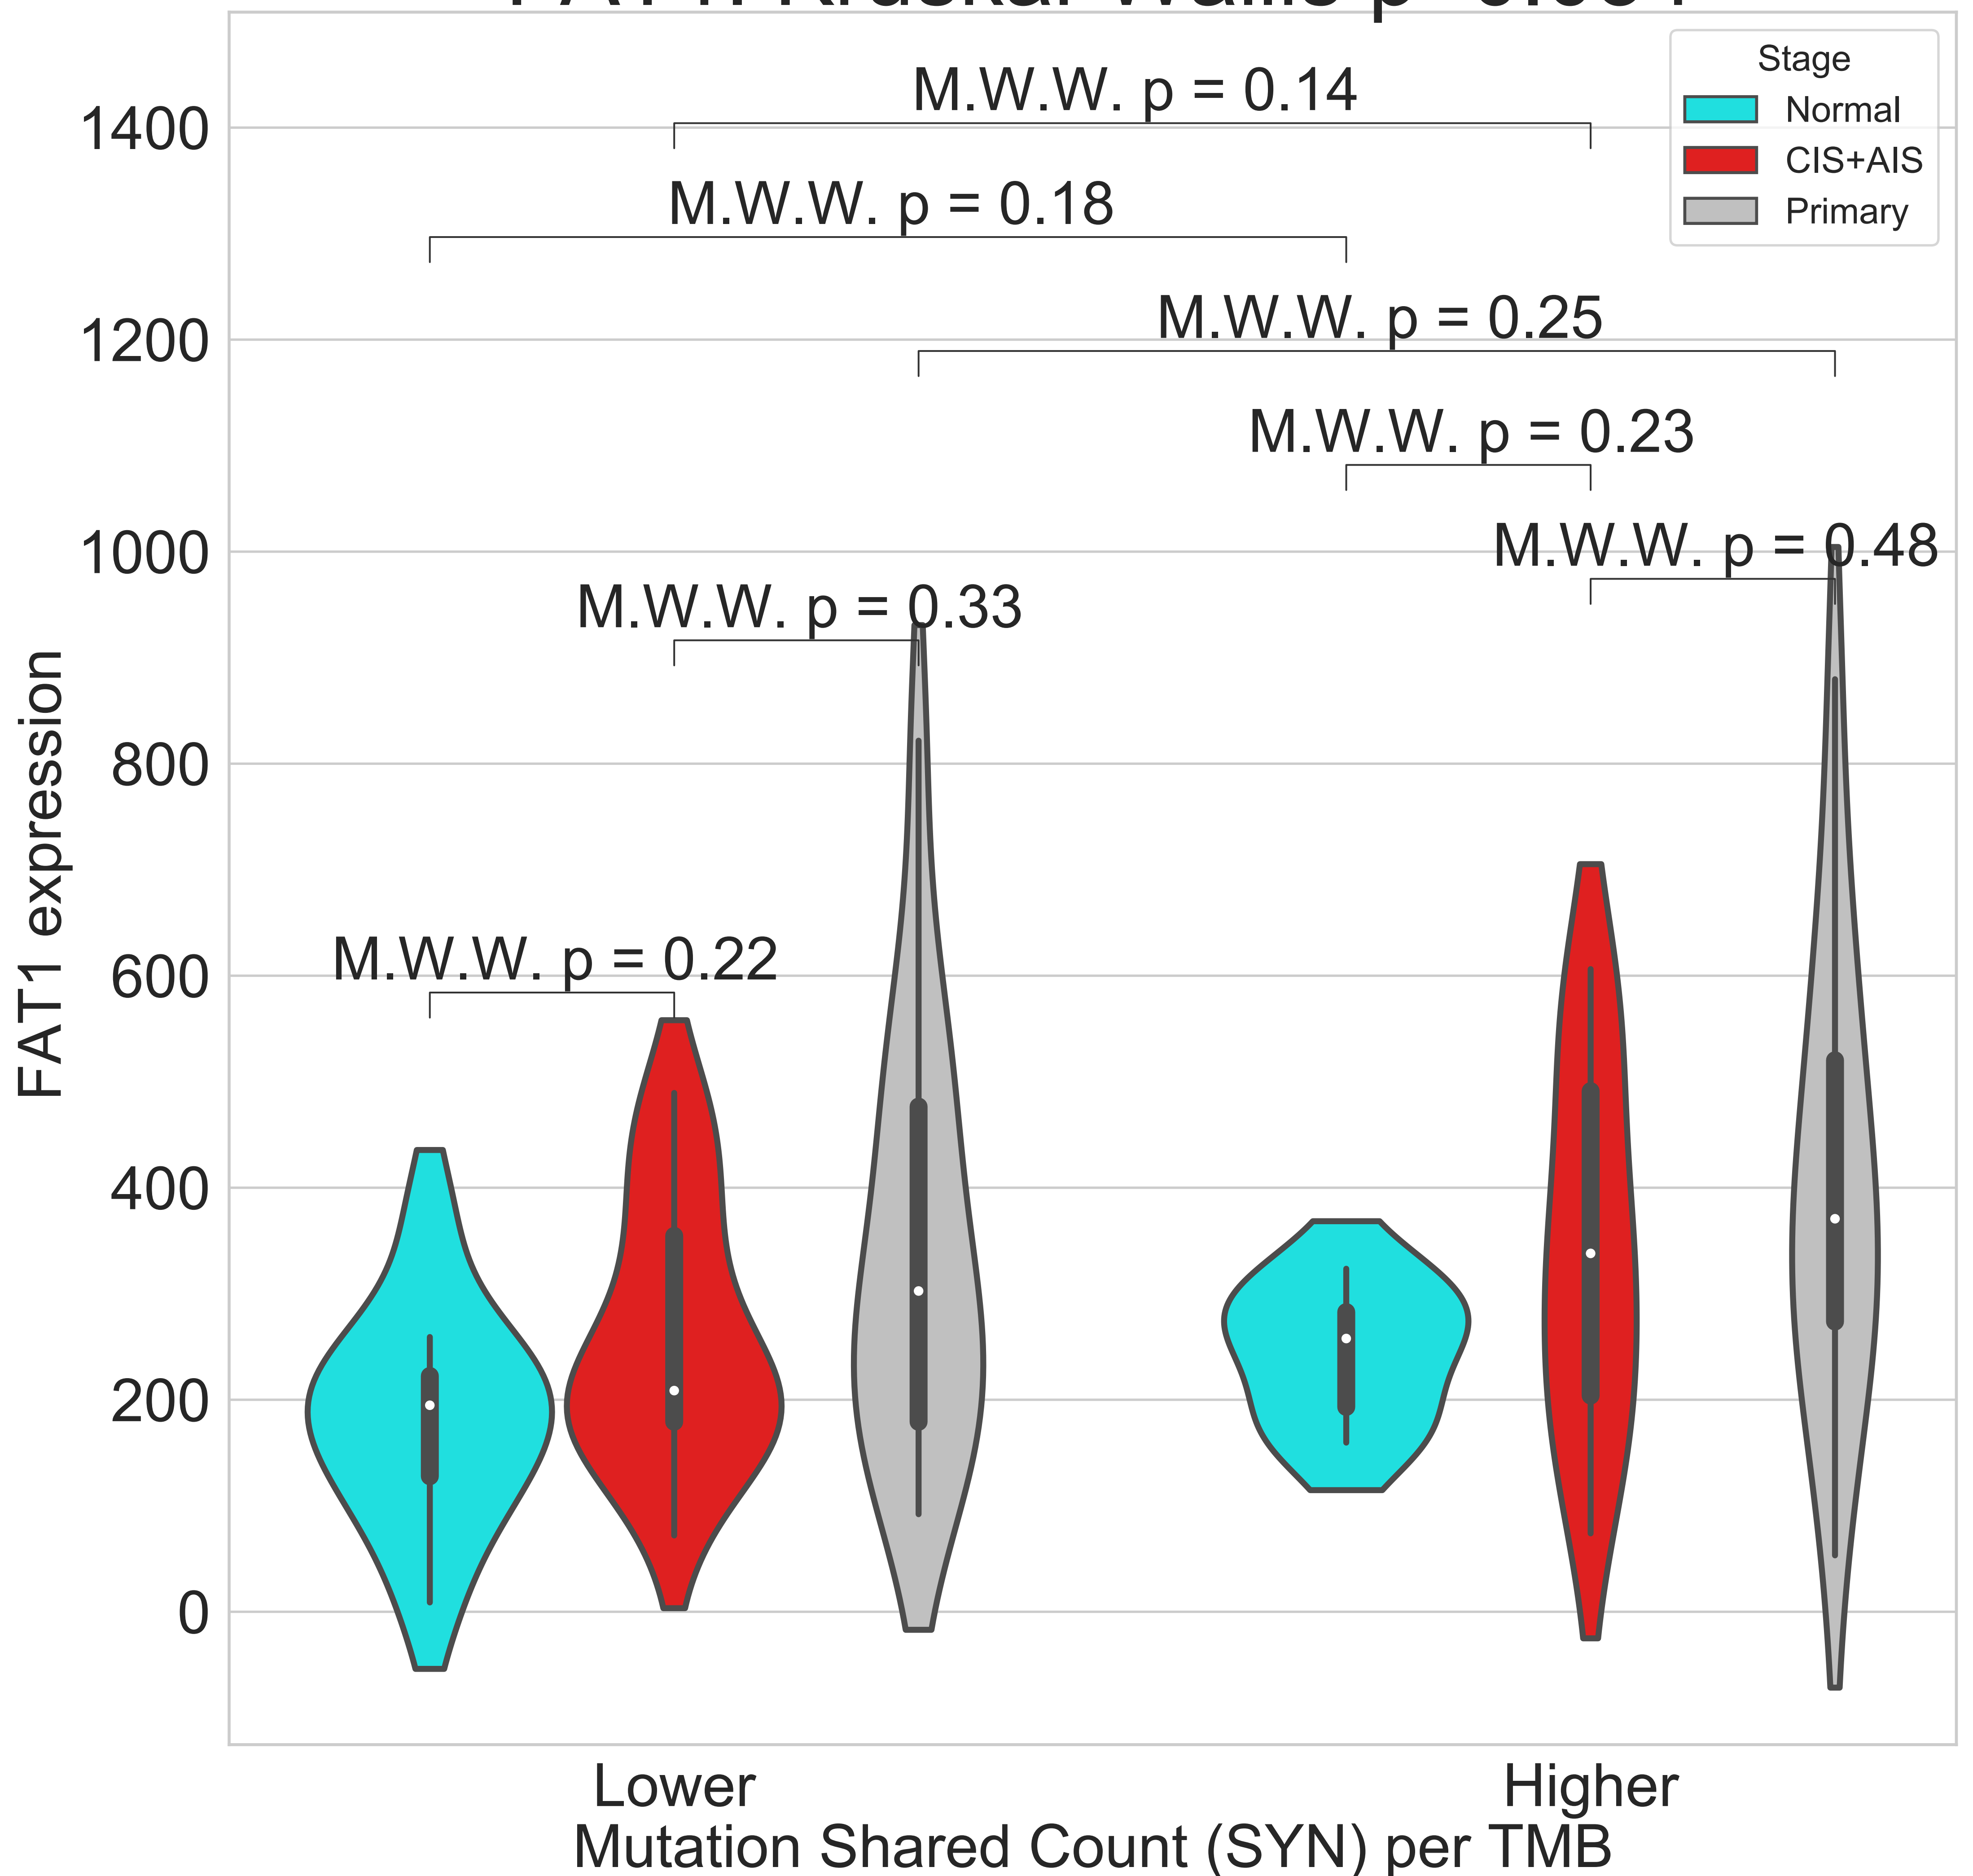 Stage
Normal
CIS+AIS
Primary
M.W.W. p = 0.14
M.W.W. p = 0.18
M.W.W. p = 0.25
M.W.W. p = 0.23
M.W.W. p = 0.48
M.W.W. p = 0.33
M.W.W. p = 0.22
1400
1200
1000
800
600
400
200
0
FAT1 expression
Lower
Higher
Mutation Shared Count (SYN) per TMB